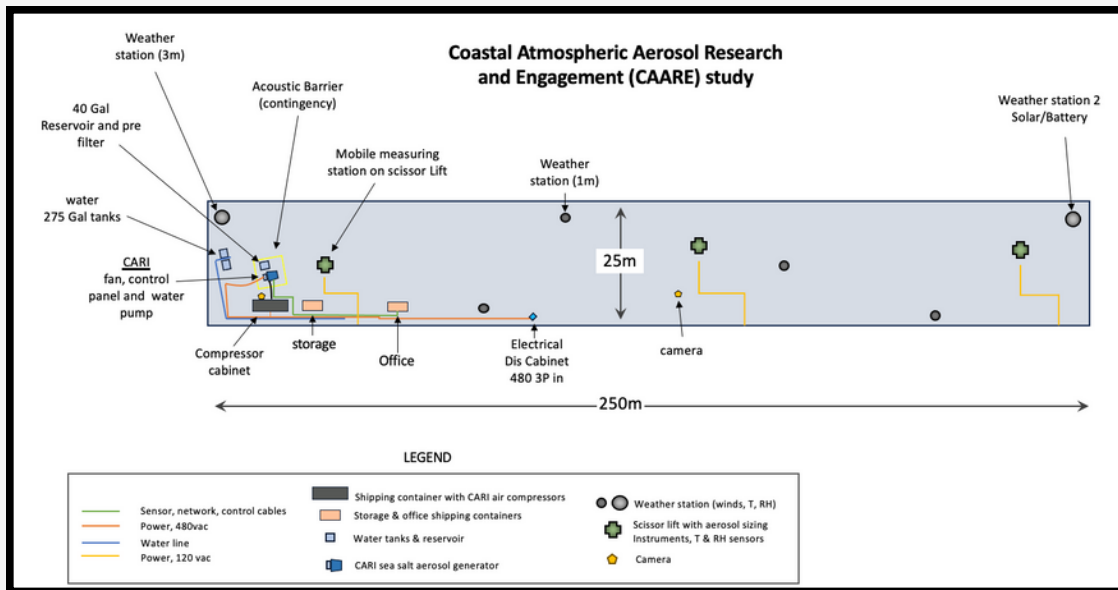 Coastal Atmospheric Aerosol Research
and Engagement (CAARE) study
Weather
station (3m)
Acoustic Barrier
(contingency)
40 Gal
Reservoir and pre
filter
Mobile measuring
station on scissor Lift
Weather
station (1m)
Weather station 2
Solar/Battery
water
275 Gal tanks
CARI
fan, control
panel and water
pump
25m
Compressor
cabinet
storage
Office
Electrical
Dis Cabinet
480 3P in
camera
250m
LEGEND
Sensor, network, control cables
Power, 480vac
Water line
Power, 120 vac
Shipping container with CARI air compressors
Storage & office shipping containers
Water tanks & reservoir
CARI sea salt aerosol generator
Weather station (winds, T, RH)
Scissor lift with aerosol sizing
Instruments, T & RH sensors
Camera